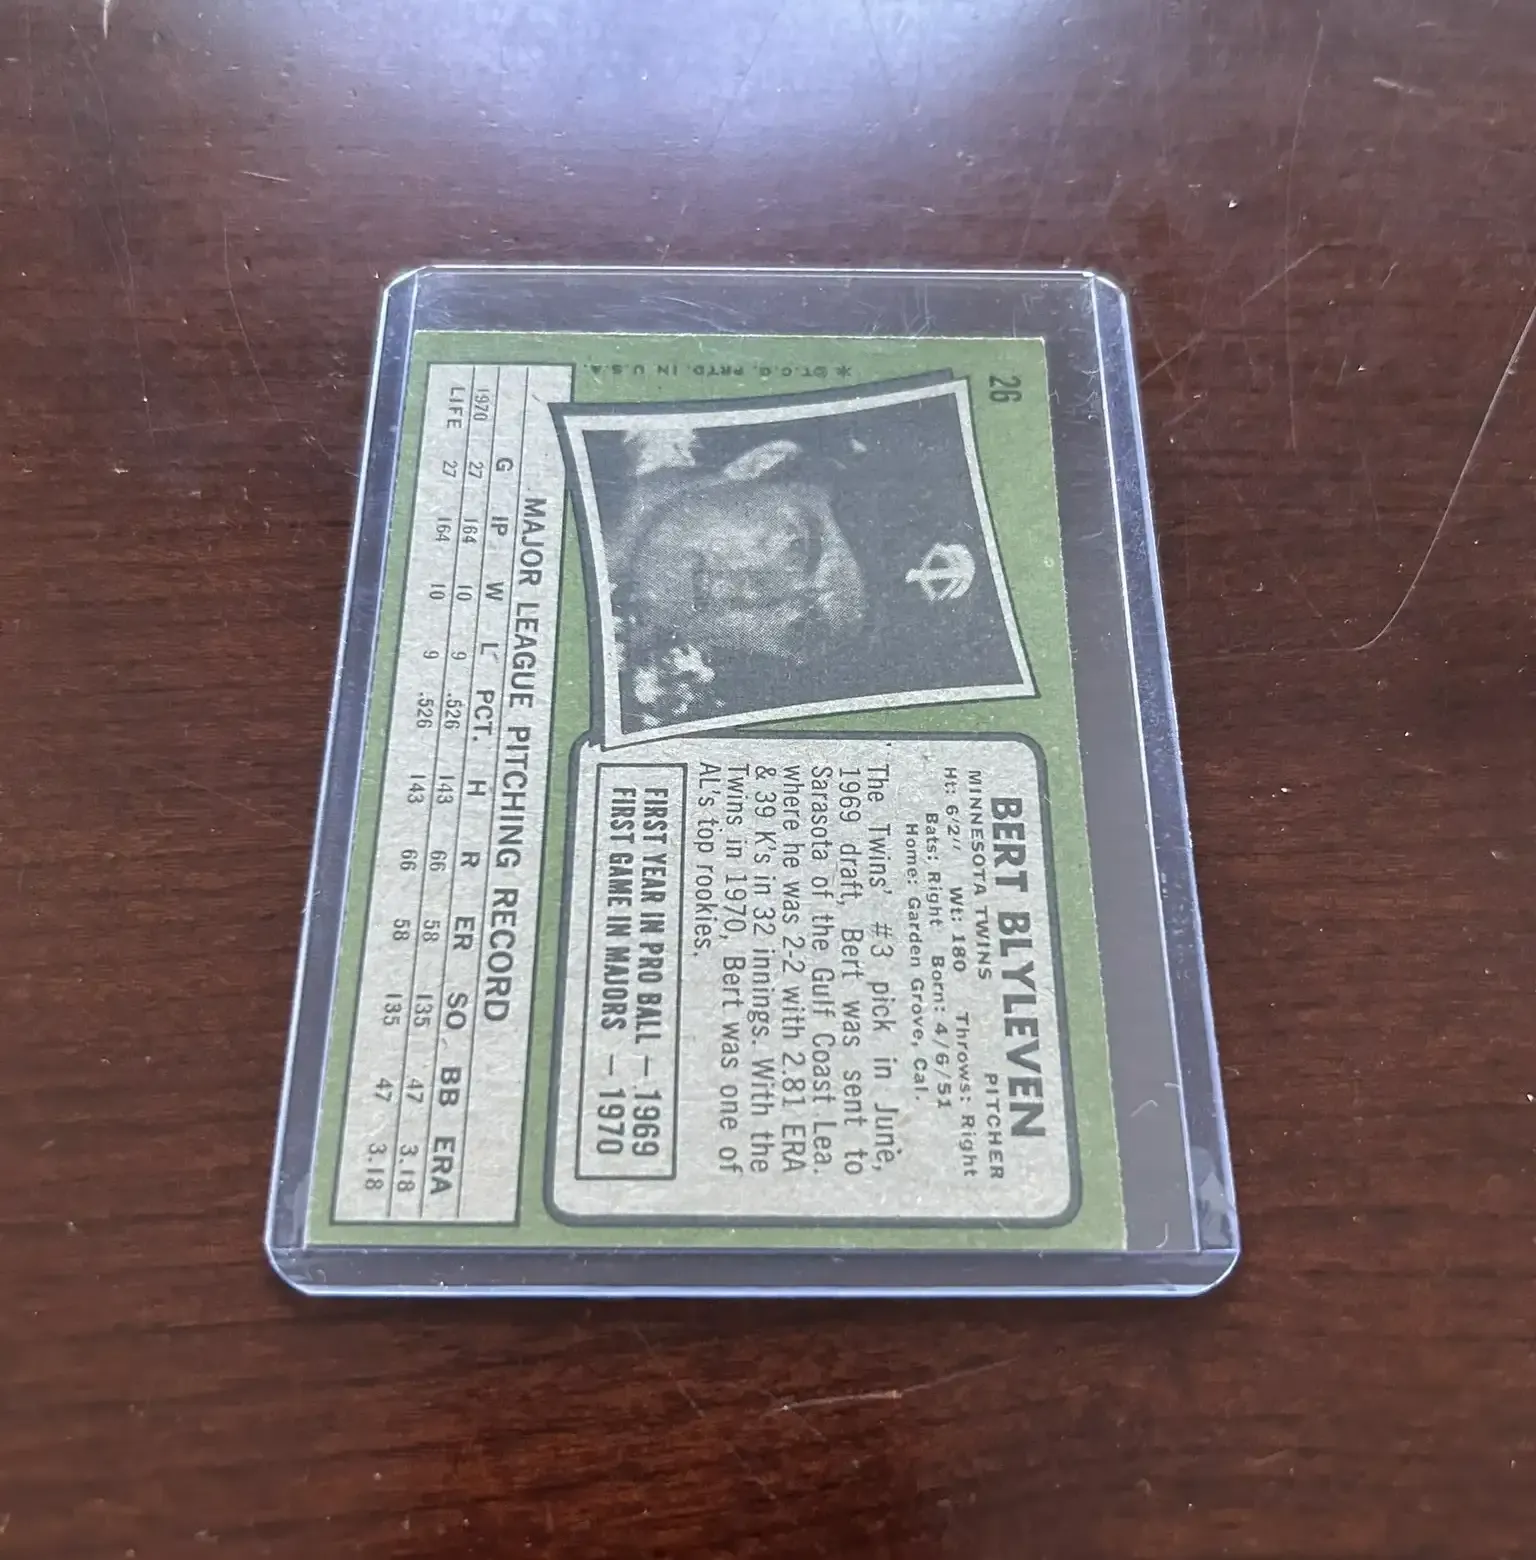 26
BERT BLYLEVEN
MINNESOTA TWINS PITCHER
Ht: 6'2" Wt: 180 Throws: Right
Bats: Right Born: 4/6/51
Home: Garden Grove, Cal.
The Twins' #3 pick in June,
1969 draft, Bert was sent to
Sarasota of the Gulf Coast Lea.
where he was 2-2 with 2.81 ERA
& 39 K's in 32 innings. With the
Twins in 1970, Bert was one of
AL's top rookies.
FIRST YEAR IN PRO BALL — 1969
FIRST GAME IN MAJORS — 1970
*©T.C.G. PRTD. IN U.S.A.
MAJOR LEAGUE PITCHING RECORD
G IP W L PCT. H R ER SO BB ERA
1970 27 164 10 9 .526 143 66 58 135 47 3.18
LIFE 27 164 10 9 .526 143 66 58 135 47 3.18